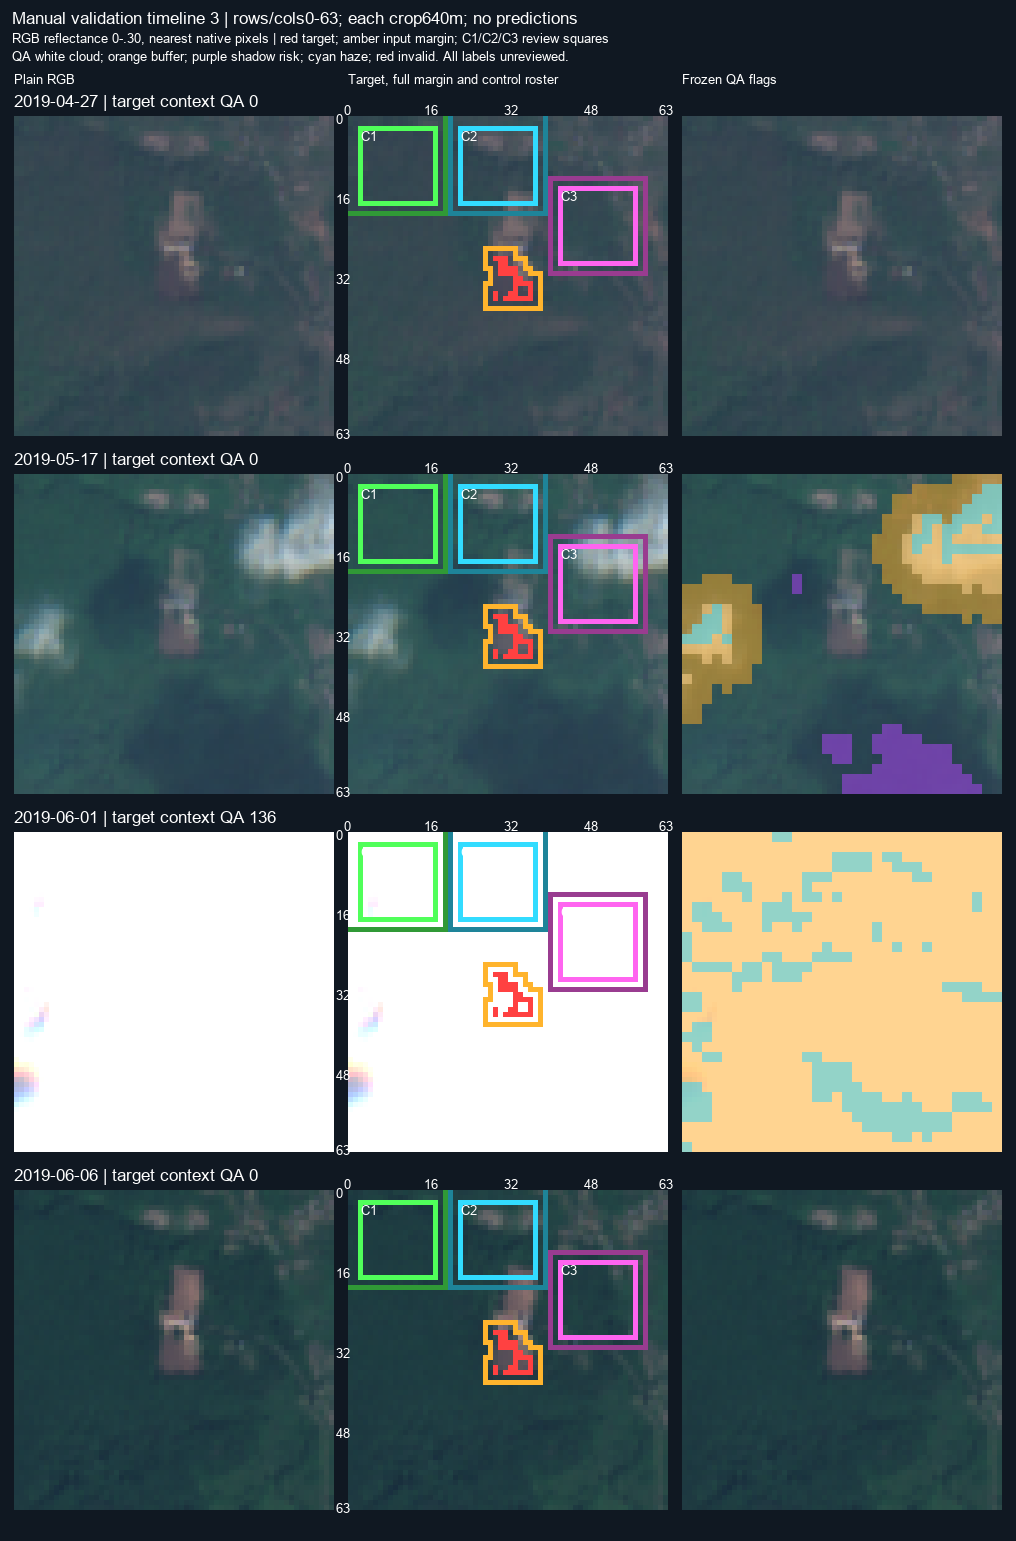 Manual validation timeline 3 | rows/cols0-63; each crop640m; no predictions
RGB reflectance 0-.30, nearest native pixels | red target; amber input margin; C1/C2/C3 review squares
QA white cloud; orange buffer; purple shadow risk; cyan haze; red invalid. All labels unreviewed.
Plain RGB
Target, full margin and control roster
Frozen QA flags
2019-04-27 | target context QA 0
0 16 32 48 63
0
16
32
48
63
C1
C2
C3
2019-05-17 | target context QA 0
0 16 32 48 63
0
16
32
48
63
C1
C2
C3
2019-06-01 | target context QA 136
0 16 32 48 63
0
16
32
48
63
2019-06-06 | target context QA 0
0 16 32 48 63
0
16
32
48
63
C1
C2
C3